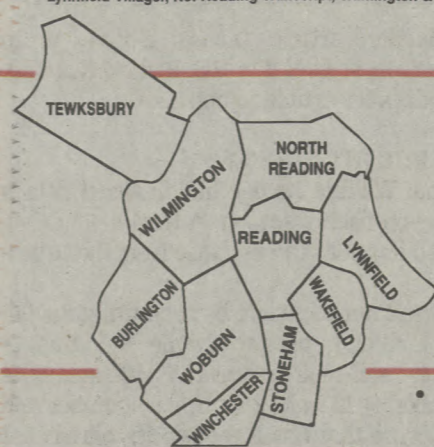 TEWKSBURY
NORTH
READING
WILMINGTON
READING
LYNNFIELD
WAKEFIELD
BURLINGTON
WOBURN
STONEHAM
WINCHESTER